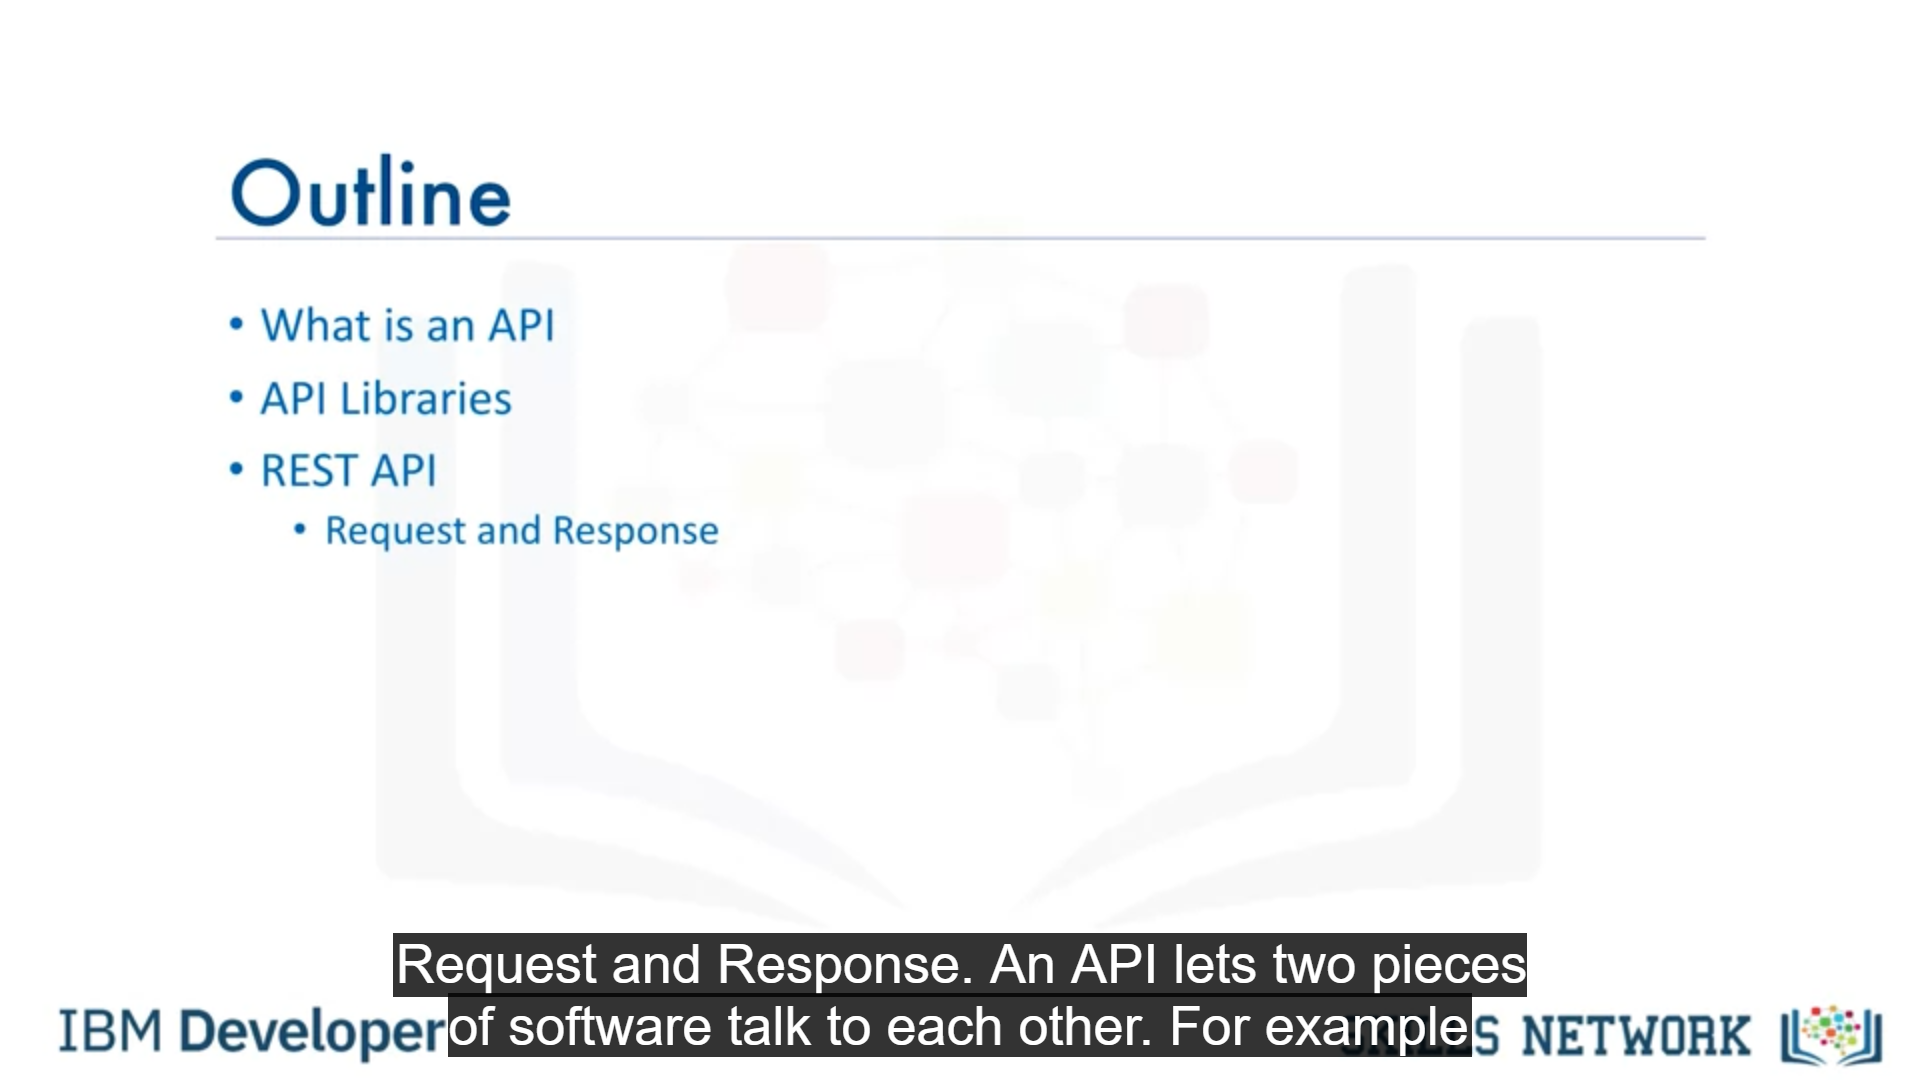 Outline
• What is an API
• API Libraries
• REST API
• Request and Response
Request and Response. An API lets two pieces
of software talk to each other. For example
IBM Developer
NETWORK